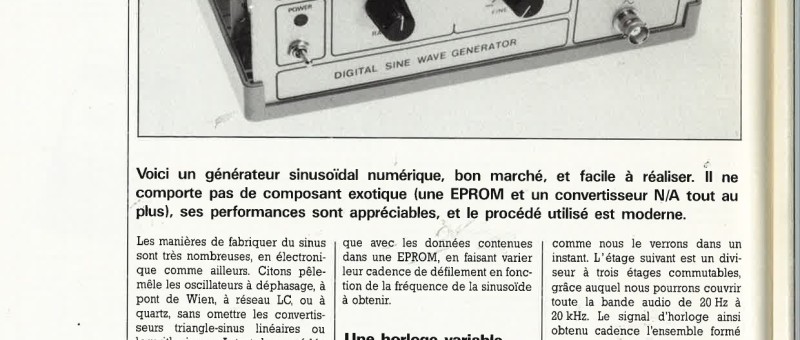 POWER
FINE
DIGITAL SINE WAVE GENERATOR
Voici un générateur sinusoïdal numérique, bon marché, et facile à réaliser. Il ne
comporte pas de composant exotique (une EPROM et un convertisseur N/A tout au
plus), ses performances sont appréciables, et le procédé utilisé est moderne.
Les manières de fabriquer du sinus
sont très nombreuses, en électroni-
que comme ailleurs. Citons pêle-
mêle les oscillateurs à déphasage, à
pont de Wien, à réseau LC, ou à
quartz, sans omettre les convertis-
seurs triangle-sinus linéaires ou
que avec les données contenues
dans une EPROM, en faisant varier
leur cadence de défilement en fonc-
tion de la fréquence de la sinusoïde
à obtenir.
Une horloge variable
comme nous le verrons dans un
instant. L'étage suivant est un divi-
seur à trois étages commutables,
grâce auquel nous pourrons couvrir
toute la bande audio de 20 Hz à
20 kHz. Le signal d'horloge ainsi
obtenu cadence l'ensemble formé